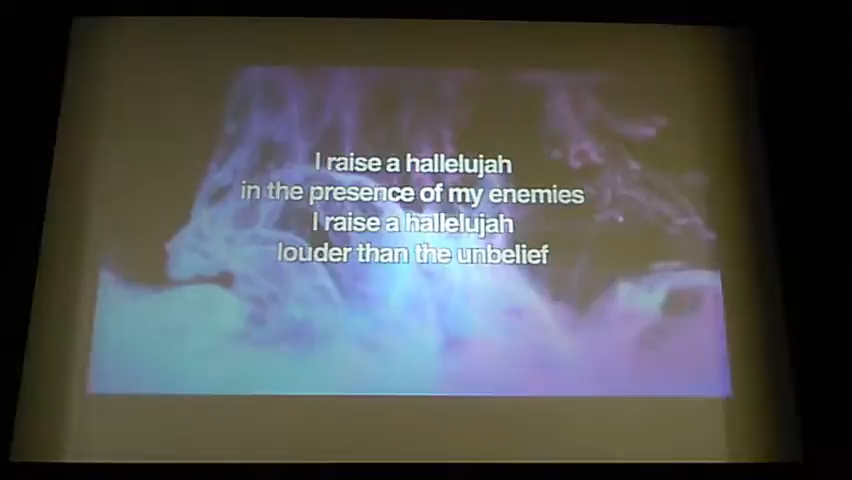 I raise a hallelujah
in the presence of my enemies
I raise a hallelujah
louder than the unbelief